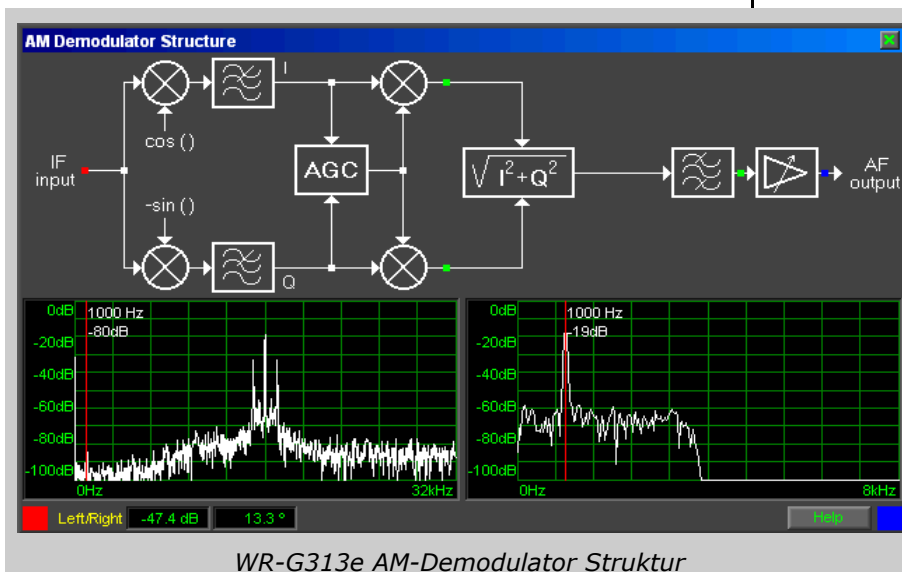 AM Demodulator Structure
I
cos ()
IF
input
AGC
√I²+Q²
AF
output
-sin ()
Q
0dB
1000 Hz
-80dB
-20dB
-40dB
-60dB
-80dB
-100dB
0Hz
32kHz
0dB
1000 Hz
-19dB
-20dB
-40dB
-60dB
-80dB
-100dB
0Hz
8kHz
Left/Right -47.4 dB 13.3 ° Help
WR-G313e AM-Demodulator Struktur